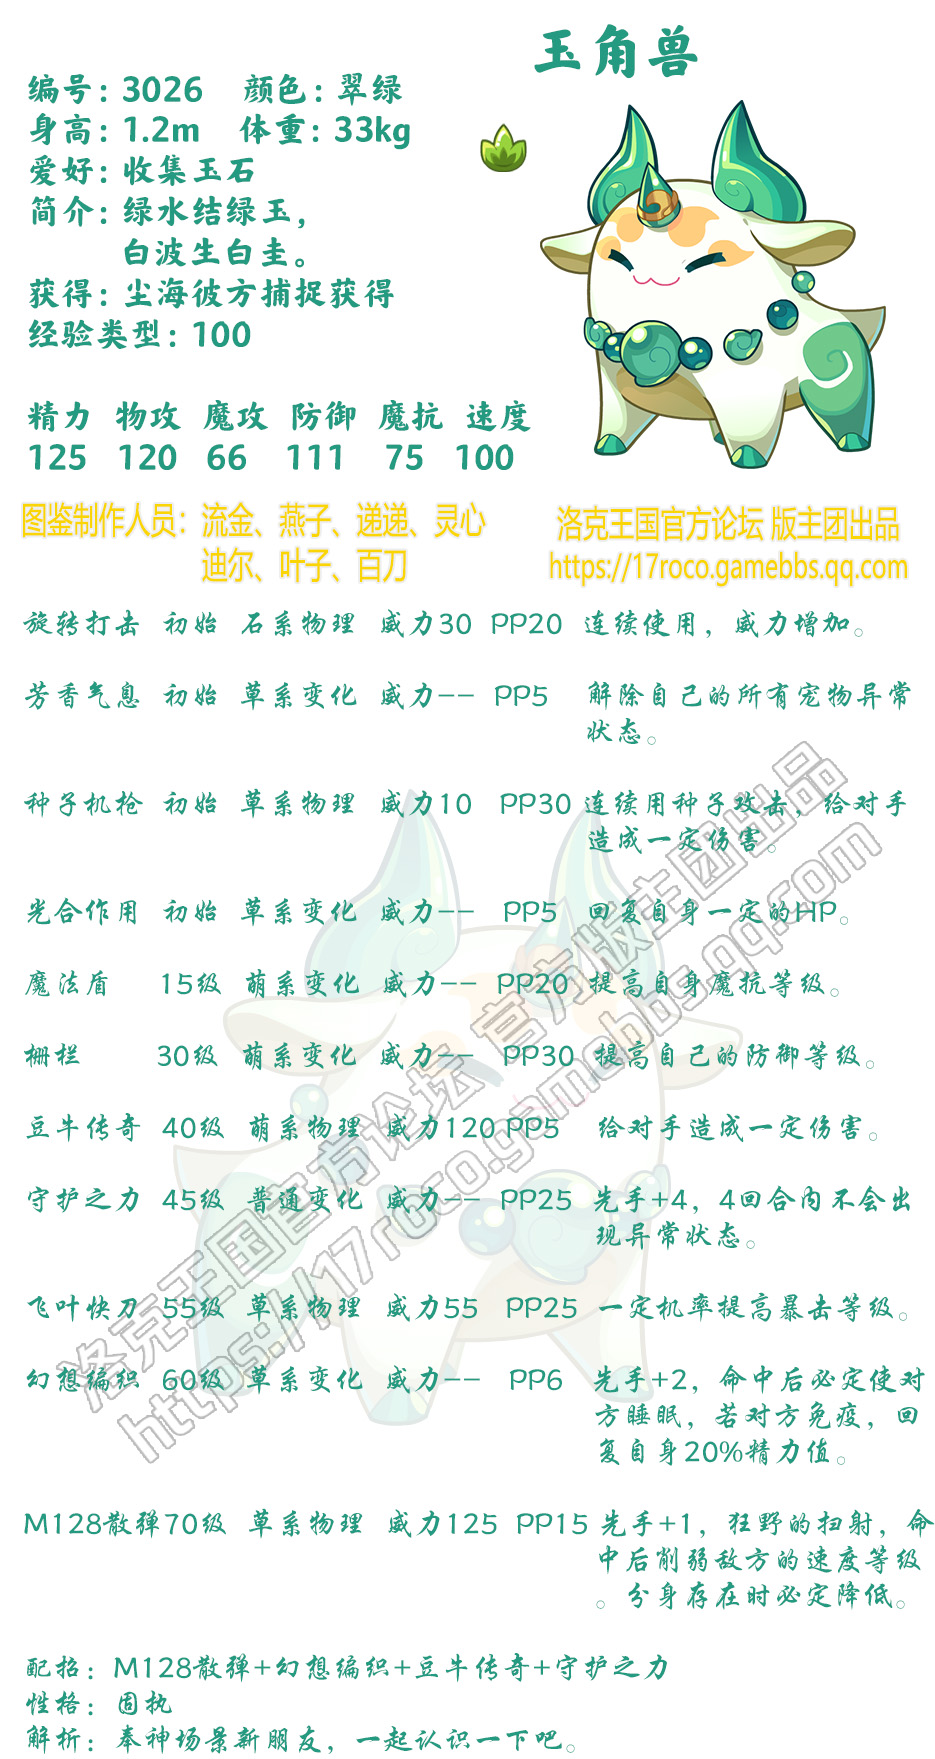 玉角兽
编号：3026 颜色：翠绿
身高：1.2m 体重：33kg
爱好：收集玉石
简介：绿水结绿玉，
白波生白圭。
获得：尘海彼方捕捉获得
经验类型：100
精力 物攻 魔攻 防御 魔抗 速度
125 120 66 111 75 100
图鉴制作人员：流金、燕子、递递、灵心
迪尔、叶子、百刀
洛克王国官方论坛 版主团出品
https://17roco.gamebbs.qq.com
旋转打击 初始 石系物理 威力30 PP20 连续使用，威力增加。
芳香气息 初始 草系变化 威力-- PP5 解除自己的所有宠物异常
状态。
种子机枪 初始 草系物理 威力10 PP30 连续用种子攻击，给对手
造成一定伤害。
光合作用 初始 草系变化 威力-- PP5 回复自身一定的HP。
魔法盾 15级 萌系变化 威力-- PP20 提高自身魔抗等级。
栅栏 30级 萌系变化 威力-- PP30 提高自己的防御等级。
豆牛传奇 40级 萌系物理 威力120 PP5 给对手造成一定伤害。
守护之力 45级 普通变化 威力-- PP25 先手+4，4回合内不会出
现异常状态。
飞叶快刀 55级 草系物理 威力55 PP25 一定机率提高暴击等级。
幻想编织 60级 草系变化 威力-- PP6 先手+2，命中后必定使对
方睡眠，若对方免疫，回
复自身20%精力值。
M128散弹70级 草系物理 威力125 PP15 先手+1，狂野的扫射，命
中后削弱敌方的速度等级
。分身存在时必定降低。
配招：M128散弹+幻想编织+豆牛传奇+守护之力
性格：固执
解析：奉神场景新朋友，一起认识一下吧。
洛克王国官方论坛 官方版主团出品
https://17roco.gamebbs.qq.com